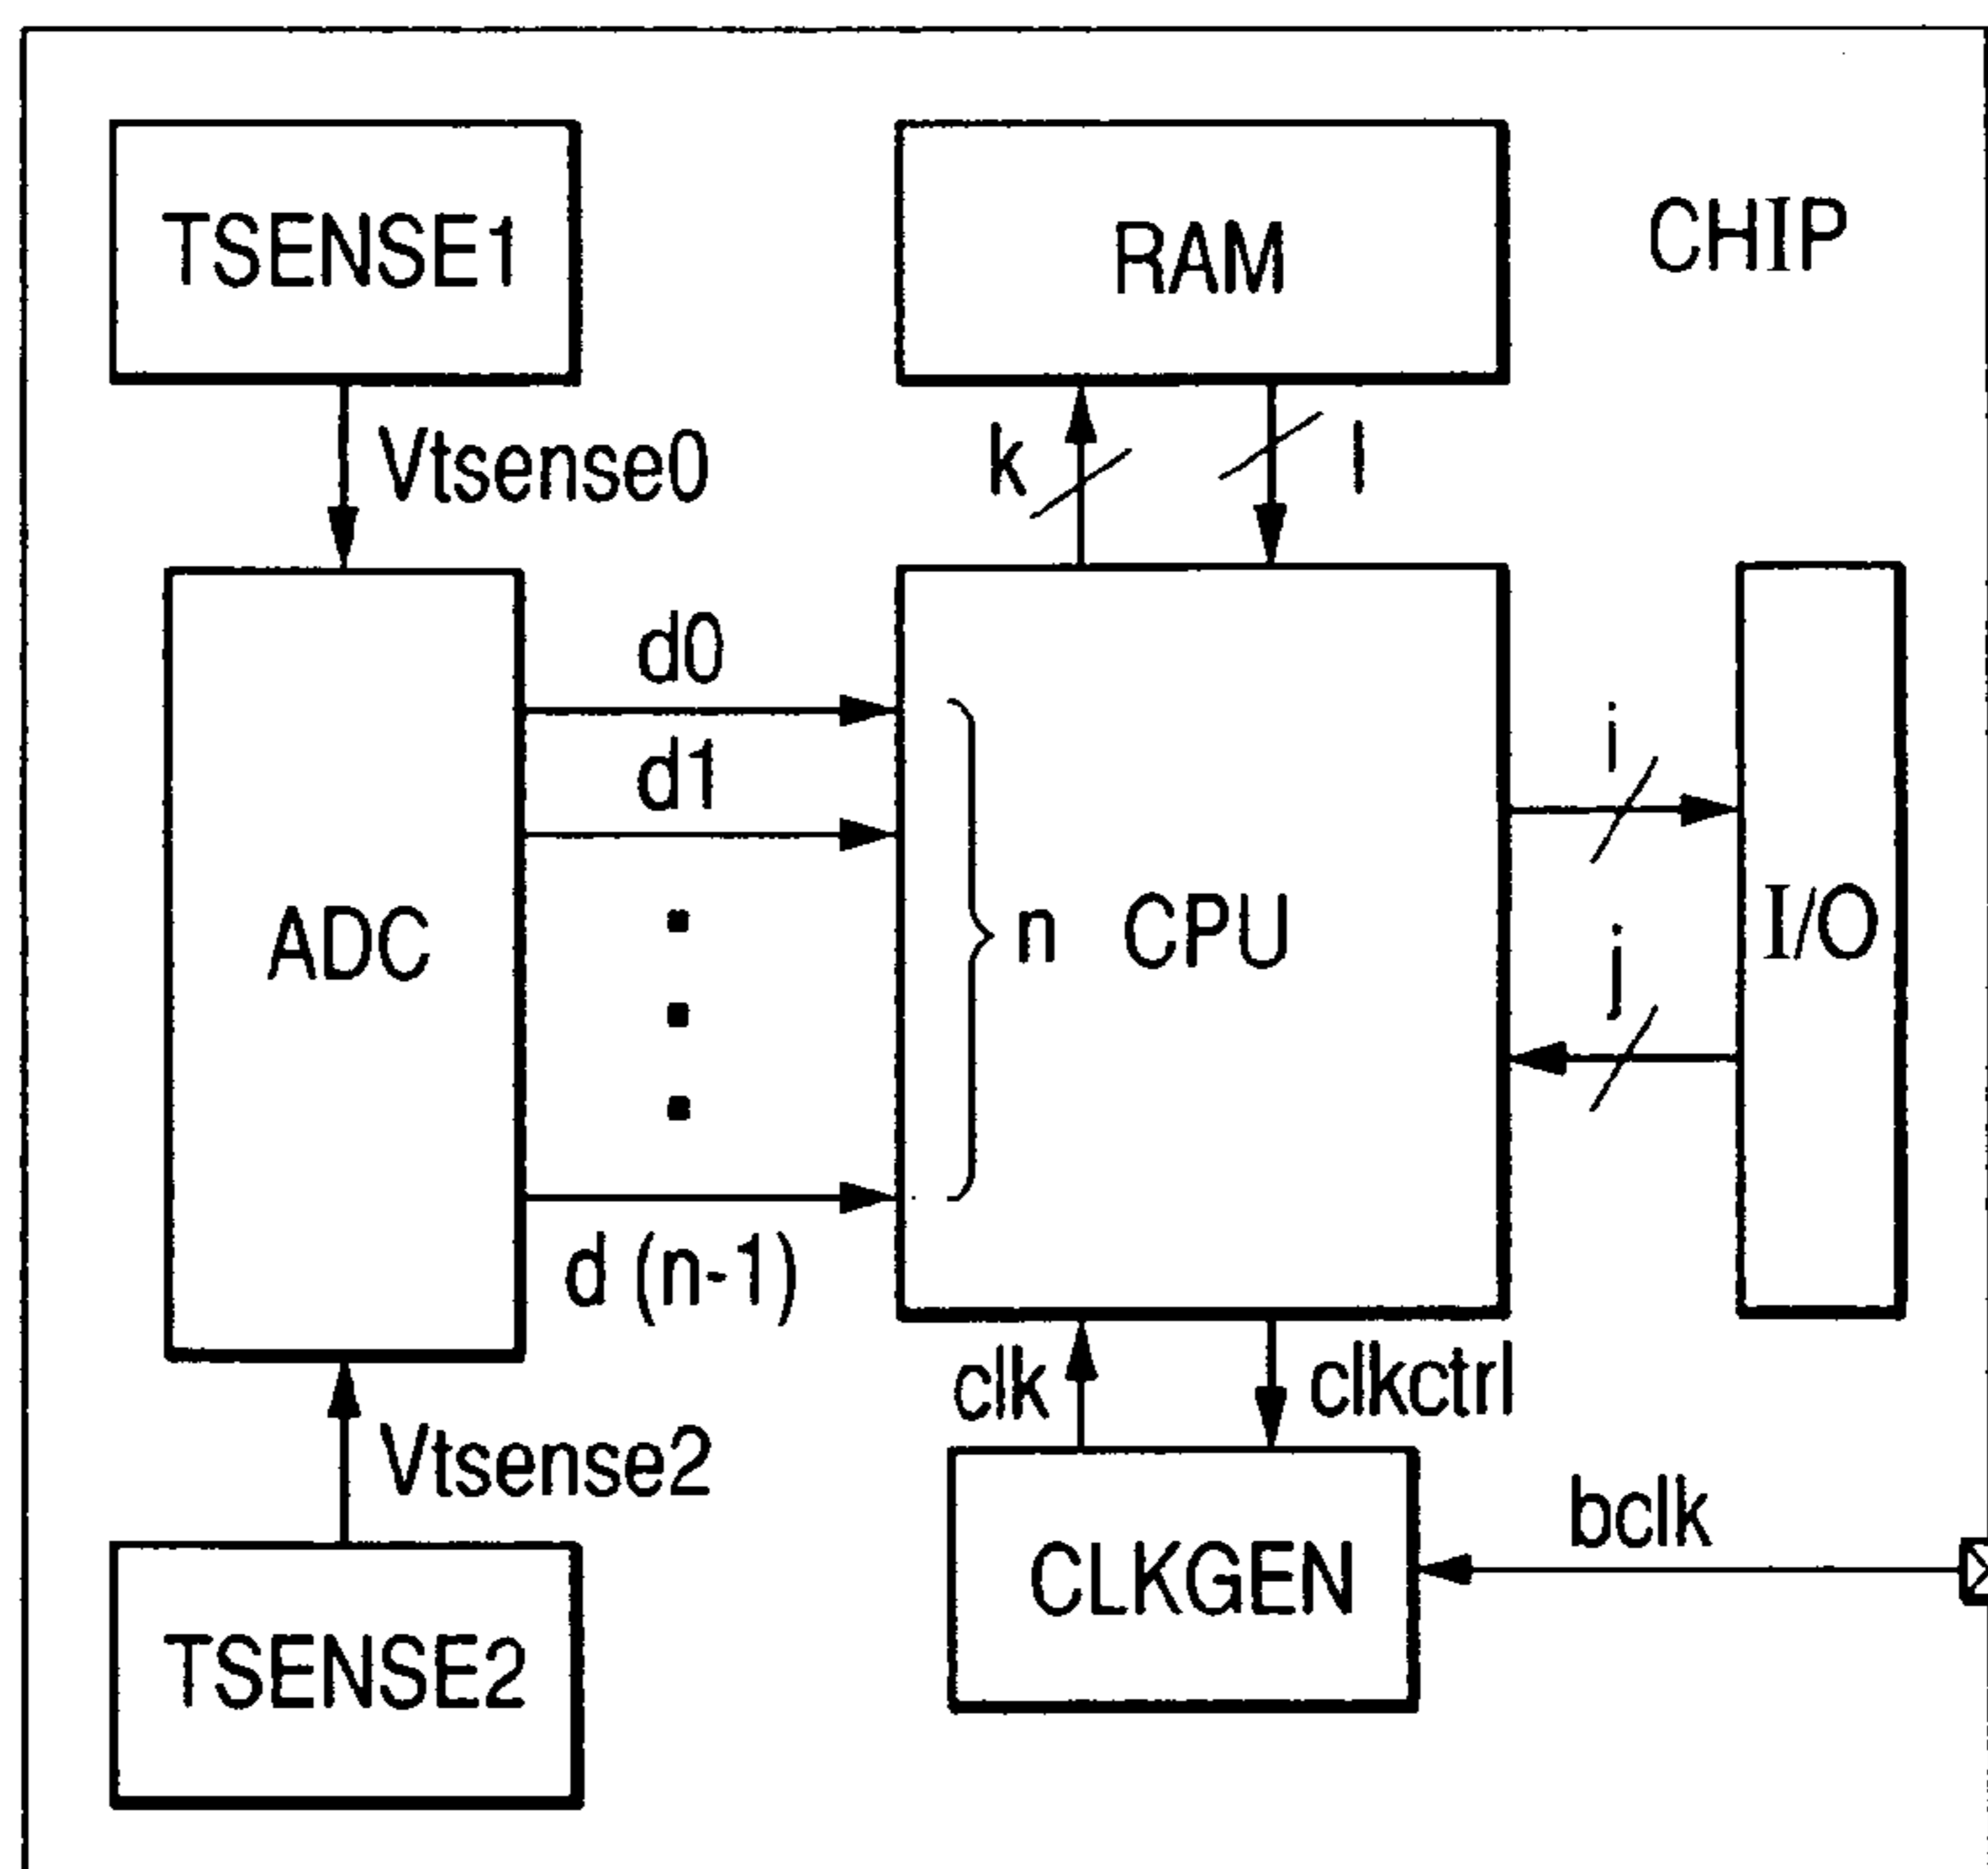 TSENSE1
RAM
CHIP
Vtsense0
k
l
d0
d1
i
ADC
n
CPU
I/O
j
d (n-1)
clk
clkctrl
Vtsense2
bclk
CLKGEN
TSENSE2